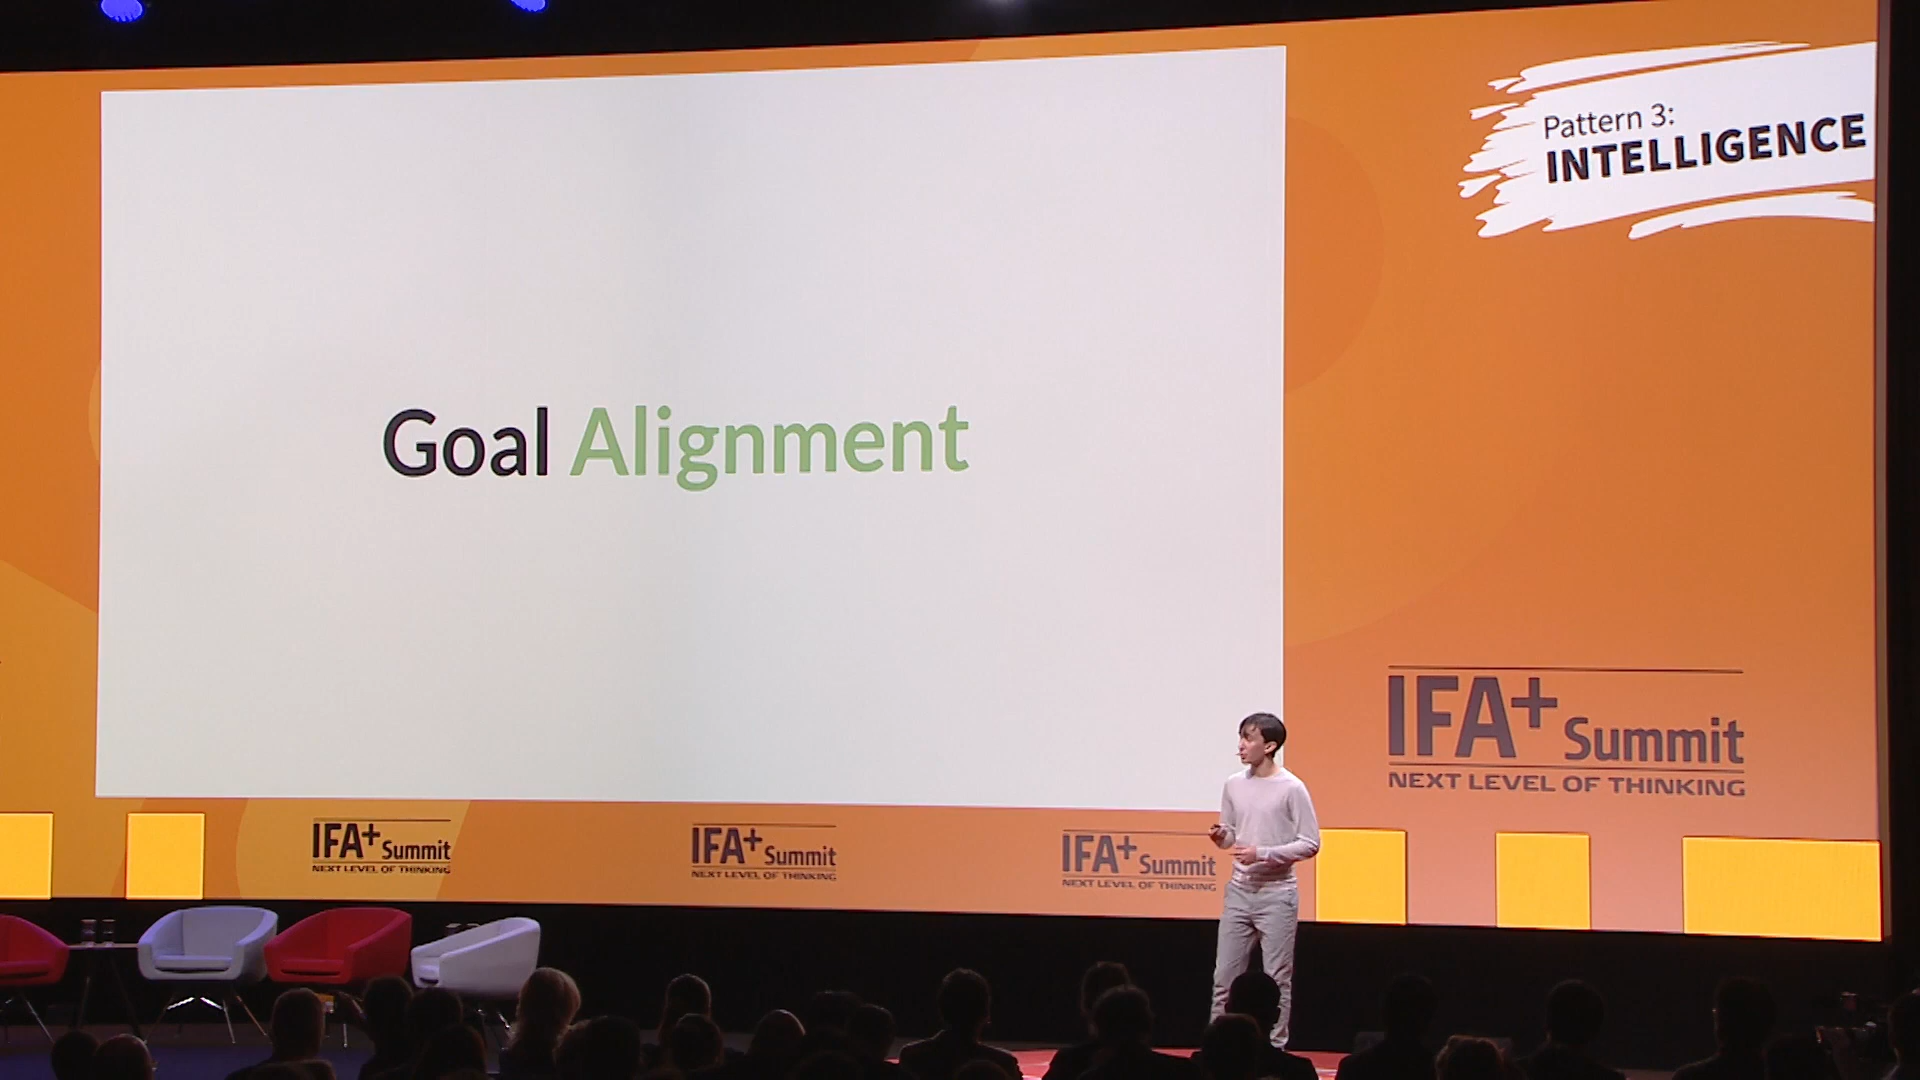 Pattern 3:
INTELLIGENCE
Goal Alignment
IFA+ Summit
NEXT LEVEL OF THINKING
IFA+ Summit
NEXT LEVEL OF THINKING
IFA+ Summit
NEXT LEVEL OF THINKING
IFA+ Summit
NEXT LEVEL OF THINKING